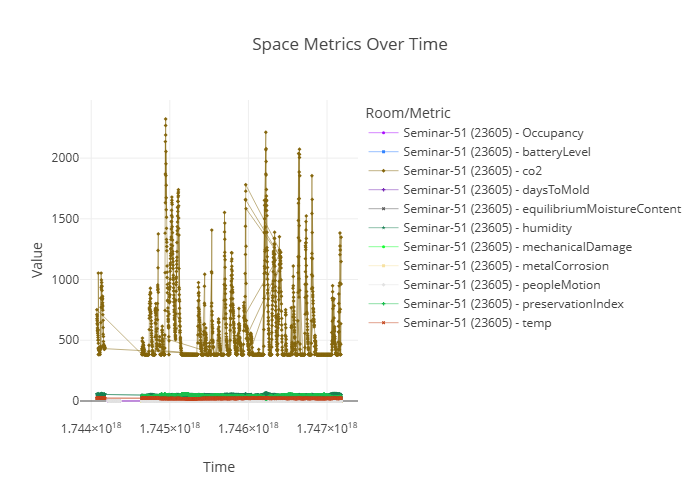 Space Metrics Over Time
Room/Metric
Seminar-51 (23605) - Occupancy
Seminar-51 (23605) - batteryLevel
Seminar-51 (23605) - co2
Seminar-51 (23605) - daysToMold
Seminar-51 (23605) - equilibriumMoistureContent
Seminar-51 (23605) - humidity
Seminar-51 (23605) - mechanicalDamage
Seminar-51 (23605) - metalCorrosion
Seminar-51 (23605) - peopleMotion
Seminar-51 (23605) - preservationIndex
Seminar-51 (23605) - temp
Value
2000
1500
1000
500
0
1.744×10¹⁸ 1.745×10¹⁸ 1.746×10¹⁸ 1.747×10¹⁸
Time